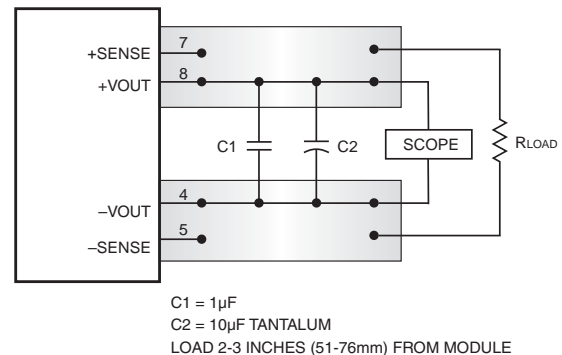 +SENSE 7
+VOUT 8
C1 C2 SCOPE RLOAD
–VOUT 4
–SENSE 5
C1 = 1µF
C2 = 10µF TANTALUM
LOAD 2-3 INCHES (51-76mm) FROM MODULE